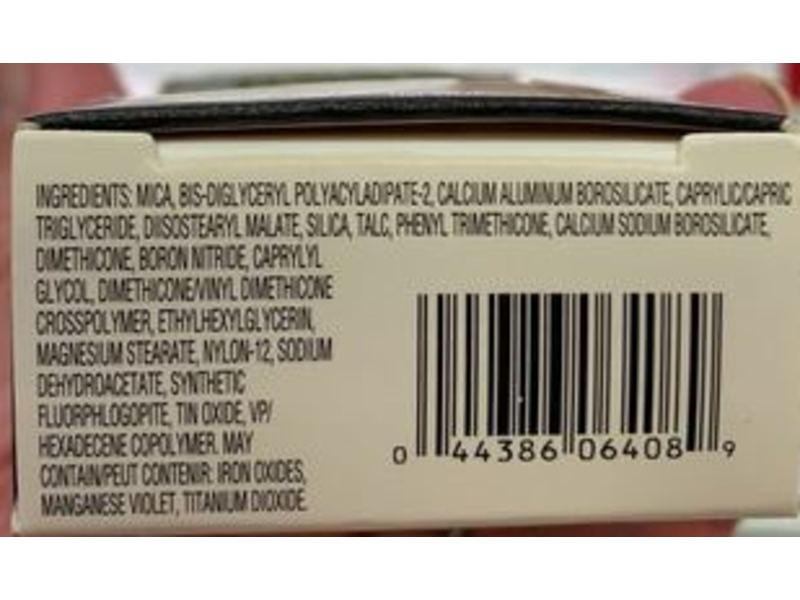 INGREDIENTS: MICA, BIS-DIGLYCERYL POLYACYLADIPATE-2, CALCIUM ALUMINUM BOROSILICATE, CAPRYLIC/CAPRIC
TRIGLYCERIDE, DIISOSTEARYL MALATE, SILICA, TALC, PHENYL TRIMETHICONE, CALCIUM SODIUM BOROSILICATE,
DIMETHICONE, BORON NITRIDE, CAPRYLYL
GLYCOL, DIMETHICONE/VINYL DIMETHICONE
CROSSPOLYMER, ETHYLHEXYLGLYCERIN,
MAGNESIUM STEARATE, NYLON-12, SODIUM
DEHYDROACETATE, SYNTHETIC
FLUORPHLOGOPITE, TIN OXIDE, VP/
HEXADECENE COPOLYMER. MAY
CONTAIN/PEUT CONTENIR: IRON OXIDES,
MANGANESE VIOLET, TITANIUM DIOXIDE.
0 44386 06408 9